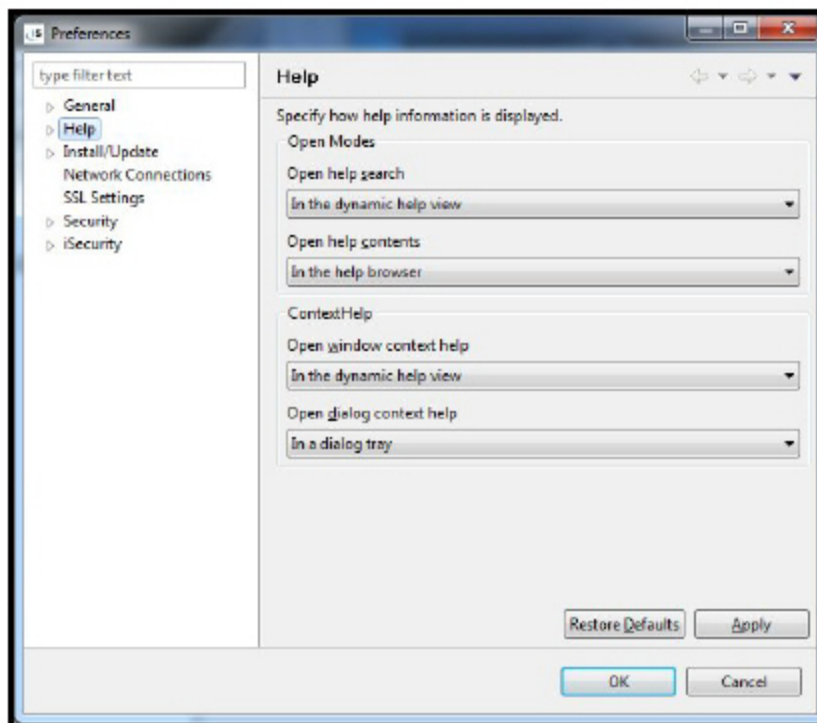 Preferences
type filter text
General
Help
Install/Update
Network Connections
SSL Settings
Security
iSecurity
Help
Specify how help information is displayed.
Open Modes
Open help search
In the dynamic help view
Open help contents
In the help browser
ContextHelp
Open window context help
In the dynamic help view
Open dialog context help
In a dialog tray
Restore Defaults Apply
OK Cancel